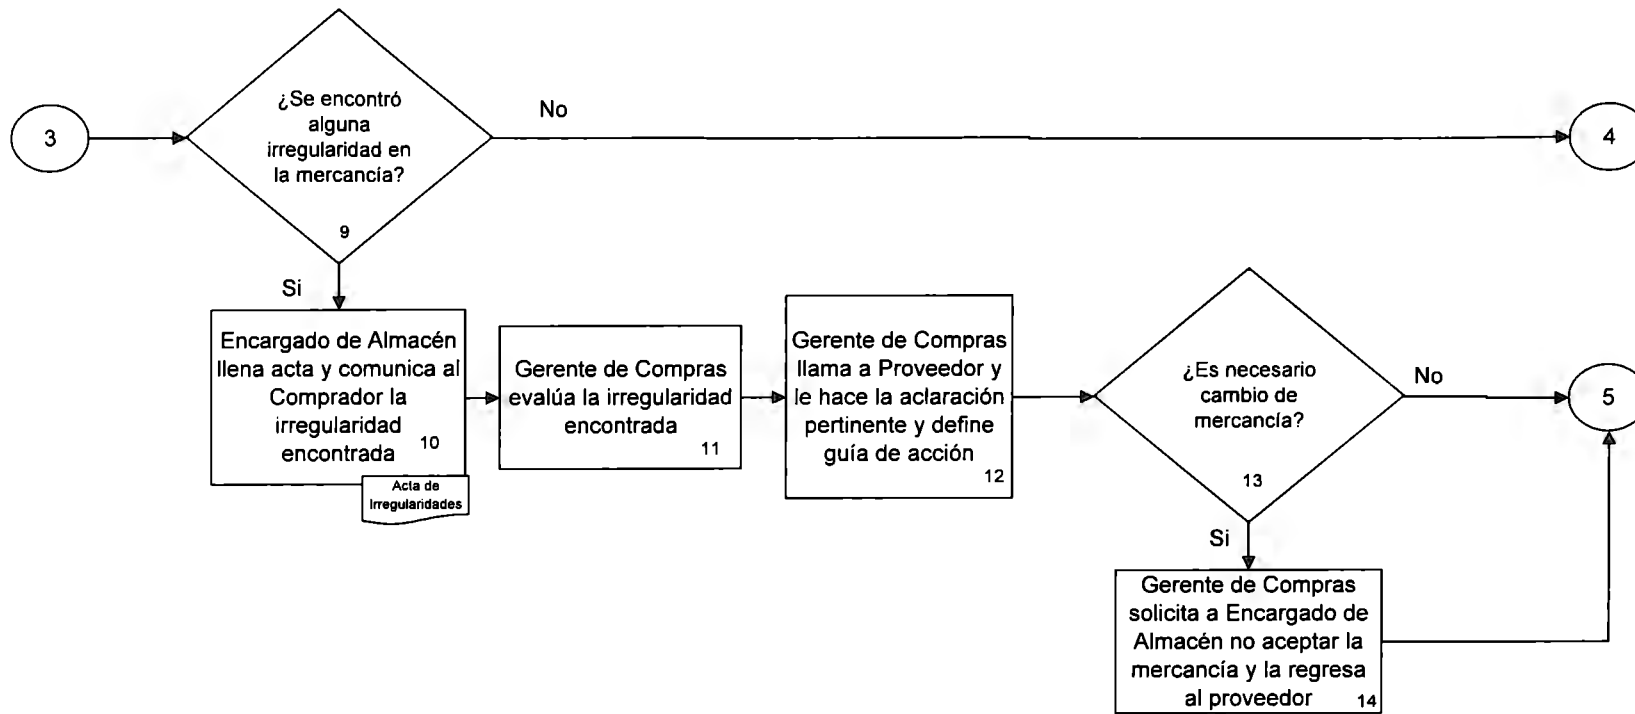 3
¿Se encontró
alguna
irregularidad en
la mercancía?
9
No
4
Si
Encargado de Almacén
llena acta y comunica al
Comprador la
irregularidad
encontrada
10
Acta de
Irregularidades
Gerente de Compras
evalúa la irregularidad
encontrada
11
Gerente de Compras
llama a Proveedor y
le hace la aclaración
pertinente y define
guía de acción
12
¿Es necesario
cambio de
mercancía?
13
No
5
Si
Gerente de Compras
solicita a Encargado de
Almacén no aceptar la
mercancía y la regresa
al proveedor
14